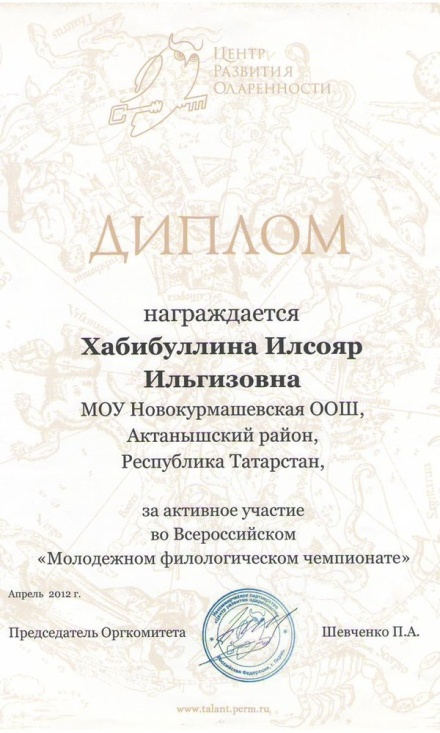 ЦЕНТР
РАЗВИТИЯ
ОДАРЕННОСТИ
ДИПЛОМ
награждается
Хабибуллина Илсояр
Ильгизовна
МОУ Новокурмашевская ООШ,
Актанышский район,
Республика Татарстан,
за активное участие
во Всероссийском
«Молодежном филологическом чемпионате»
Апрель 2012 г.
Председатель Оргкомитета
Шевченко П.А.
www.talant.perm.ru